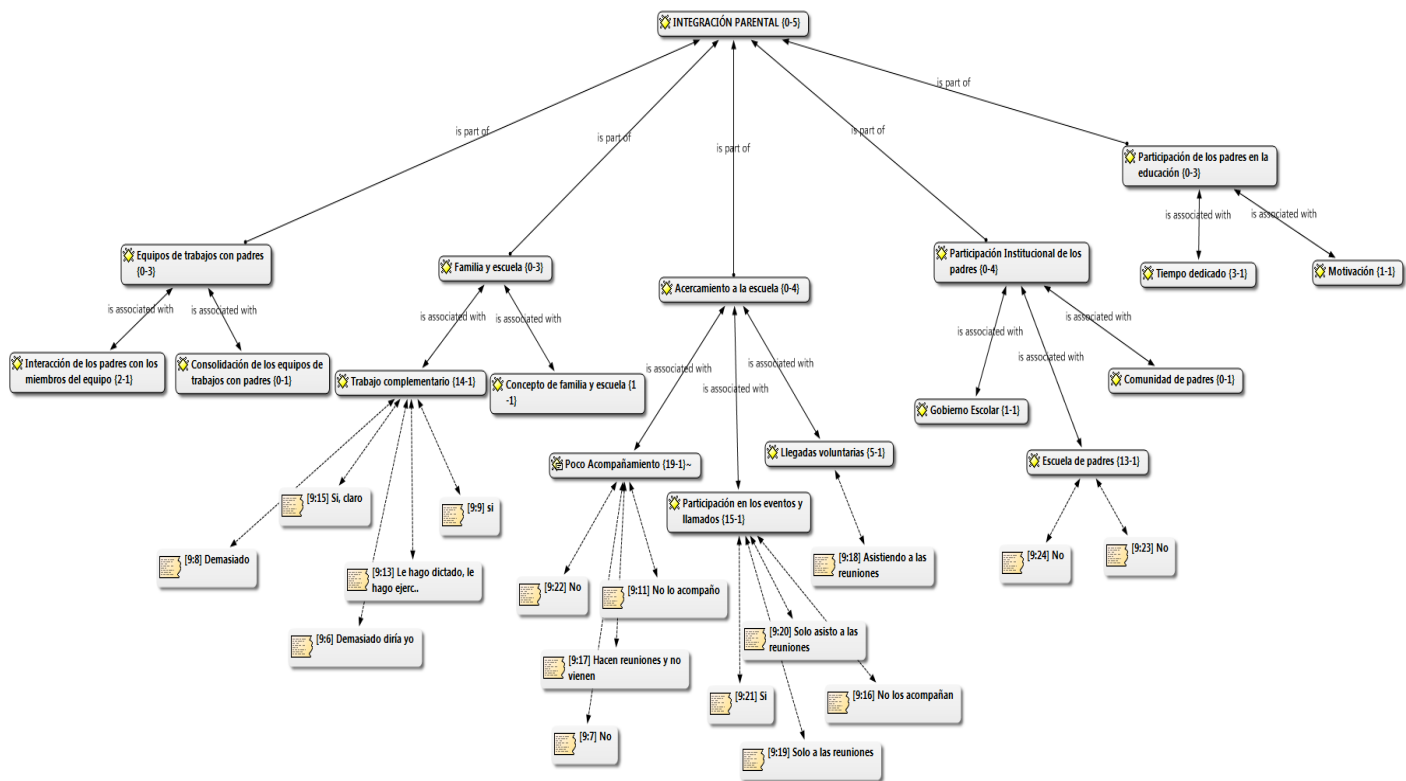 INTEGRACIÓN PARENTAL {0-5}
is part of
is part of
is part of
is part of
is part of
Participación de los padres en la
educación {0-3}
is associated with
is associated with
Tiempo dedicado {3-1}
Motivación {1-1}
Equipos de trabajos con padres
{0-3}
Familia y escuela {0-3}
Acercamiento a la escuela {0-4}
Participación Institucional de los
padres {0-4}
is associated with
is associated with
is associated with
is associated with
is associated with
is associated with
is associated with
is associated with
is associated with
is associated with
Interacción de los padres con los
miembros del equipo {2-1}
Consolidación de los equipos de
trabajos con padres {0-1}
Trabajo complementario {14-1}
Concepto de familia y escuela {1
-1}
Gobierno Escolar {1-1}
Comunidad de padres {0-1}
Poco Acompañamiento {19-1}~
Llegadas voluntarias {5-1}
Escuela de padres {13-1}
Participación en los eventos y
llamados {15-1}
[9:15] Si, claro
[9:9] si
[9:8] Demasiado
[9:13] Le hago dictado, le
hago ejerc..
[9:6] Demasiado diría yo
[9:22] No
[9:11] No lo acompaño
[9:17] Hacen reuniones y no
vienen
[9:7] No
[9:18] Asistiendo a las
reuniones
[9:20] Solo asisto a las
reuniones
[9:21] Si
[9:16] No los acompañan
[9:19] Solo a las reuniones
[9:24] No
[9:23] No